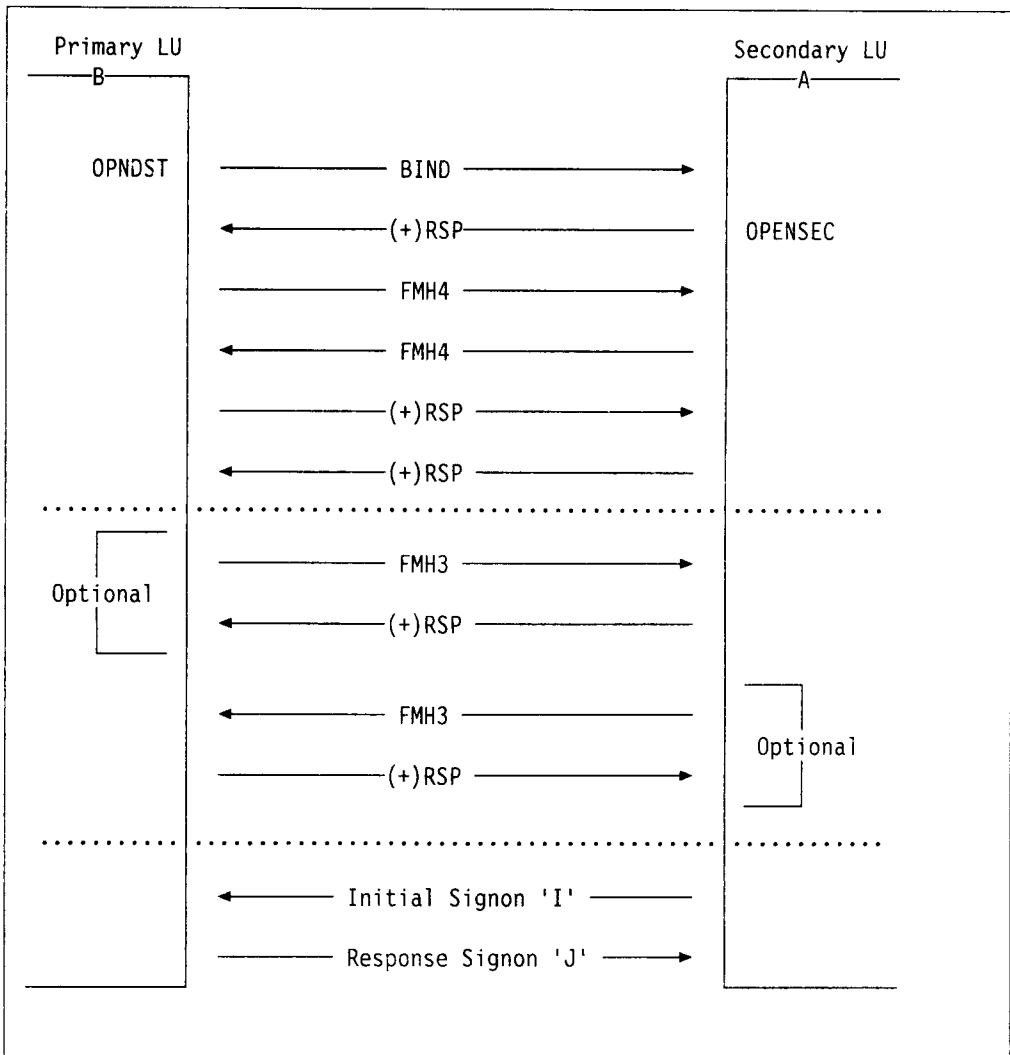 Primary LU
Secondary LU
B
A
OPNDST
BIND
(+)RSP
OPENSEC
FMH4
FMH4
(+)RSP
(+)RSP
FMH3
Optional
(+)RSP
FMH3
Optional
(+)RSP
Initial Signon 'I'
Response Signon 'J'